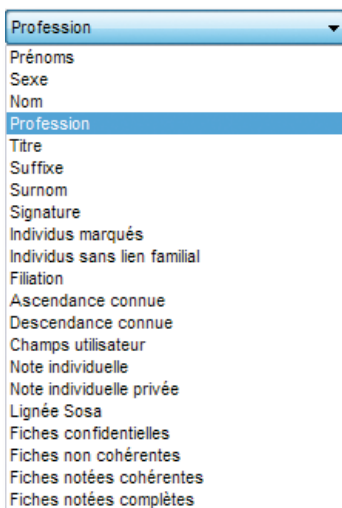 Profession
Prénoms
Sexe
Nom
Profession
Titre
Suffixe
Surnom
Signature
Individus marqués
Individus sans lien familial
Filiation
Ascendance connue
Descendance connue
Champs utilisateur
Note individuelle
Note individuelle privée
Lignée Sosa
Fiches confidentielles
Fiches non cohérentes
Fiches notées cohérentes
Fiches notées complètes